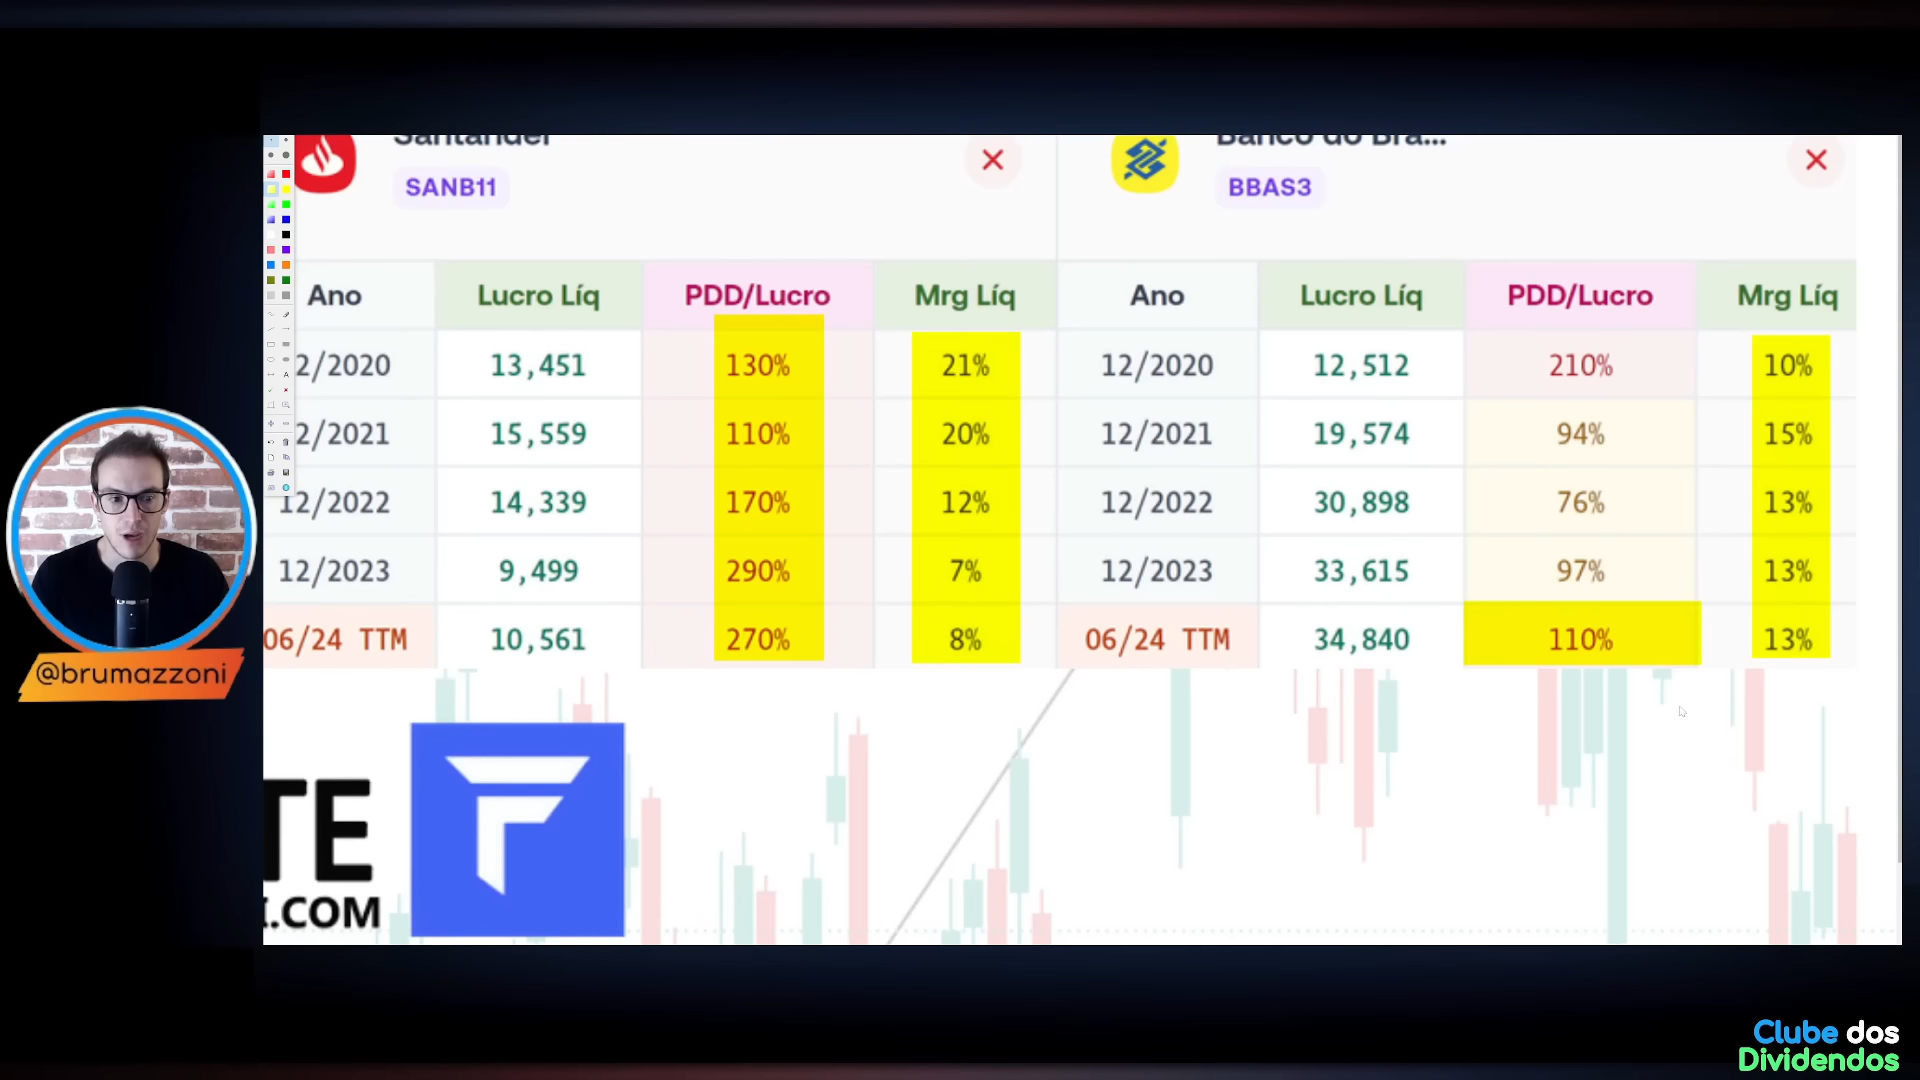 Santander
SANB11
Banco do Bra...
BBAS3
Ano Lucro Líq PDD/Lucro Mrg Líq Ano Lucro Líq PDD/Lucro Mrg Líq
2/2020 13,451 130% 21% 12/2020 12,512 210% 10%
2/2021 15,559 110% 20% 12/2021 19,574 94% 15%
12/2022 14,339 170% 12% 12/2022 30,898 76% 13%
12/2023 9,499 290% 7% 12/2023 33,615 97% 13%
06/24 TTM 10,561 270% 8% 06/24 TTM 34,840 110% 13%
@brumazzoni
TE
I.COM
Clube dos
Dividendos